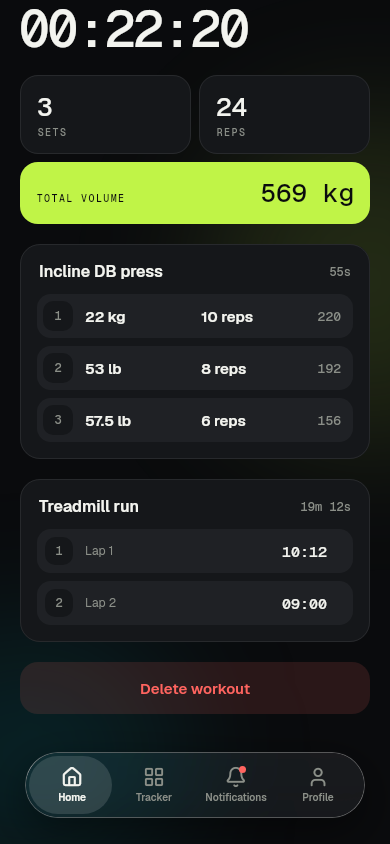 00:22:20
3 24
SETS REPS
TOTAL VOLUME 569 kg
Incline DB press 55s
1 22 kg 10 reps 220
2 53 lb 8 reps 192
3 57.5 lb 6 reps 156
Treadmill run 19m 12s
1 Lap 1 10:12
2 Lap 2 09:00
Delete workout
Home Tracker Notifications Profile